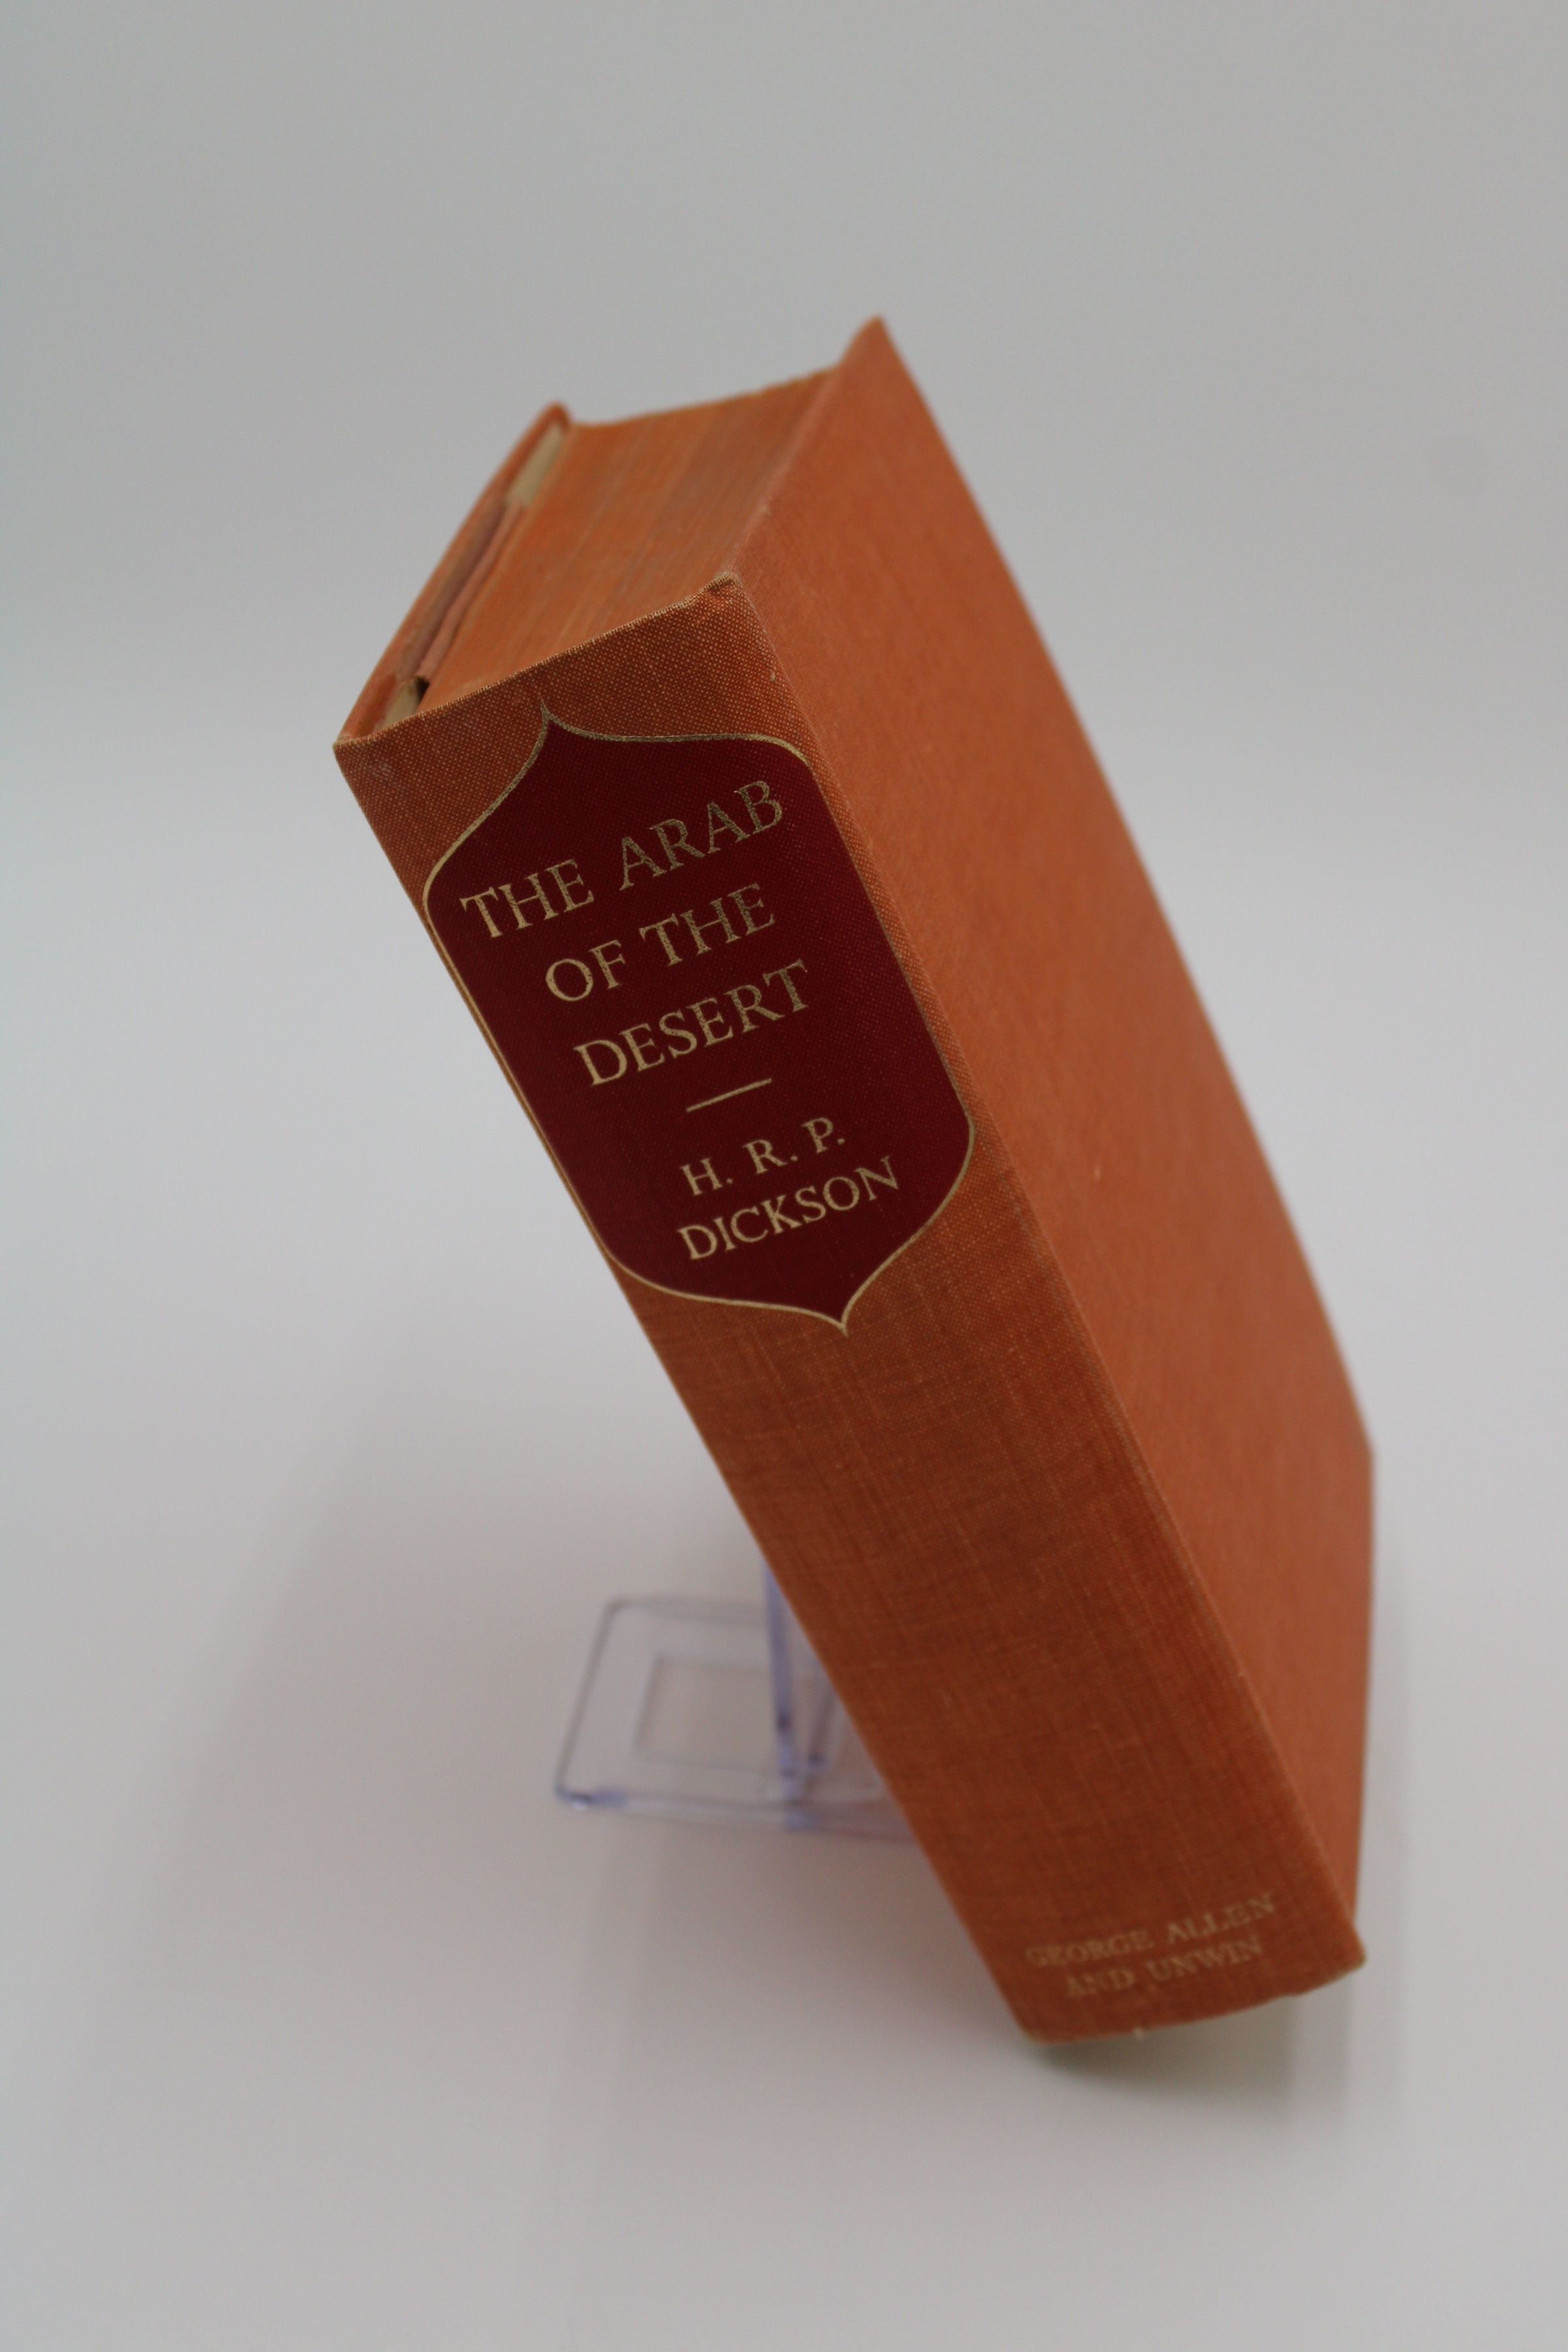 THE ARAB
OF THE
DESERT
H. R. P.
DICKSON
GEORGE ALLEN
AND UNWIN